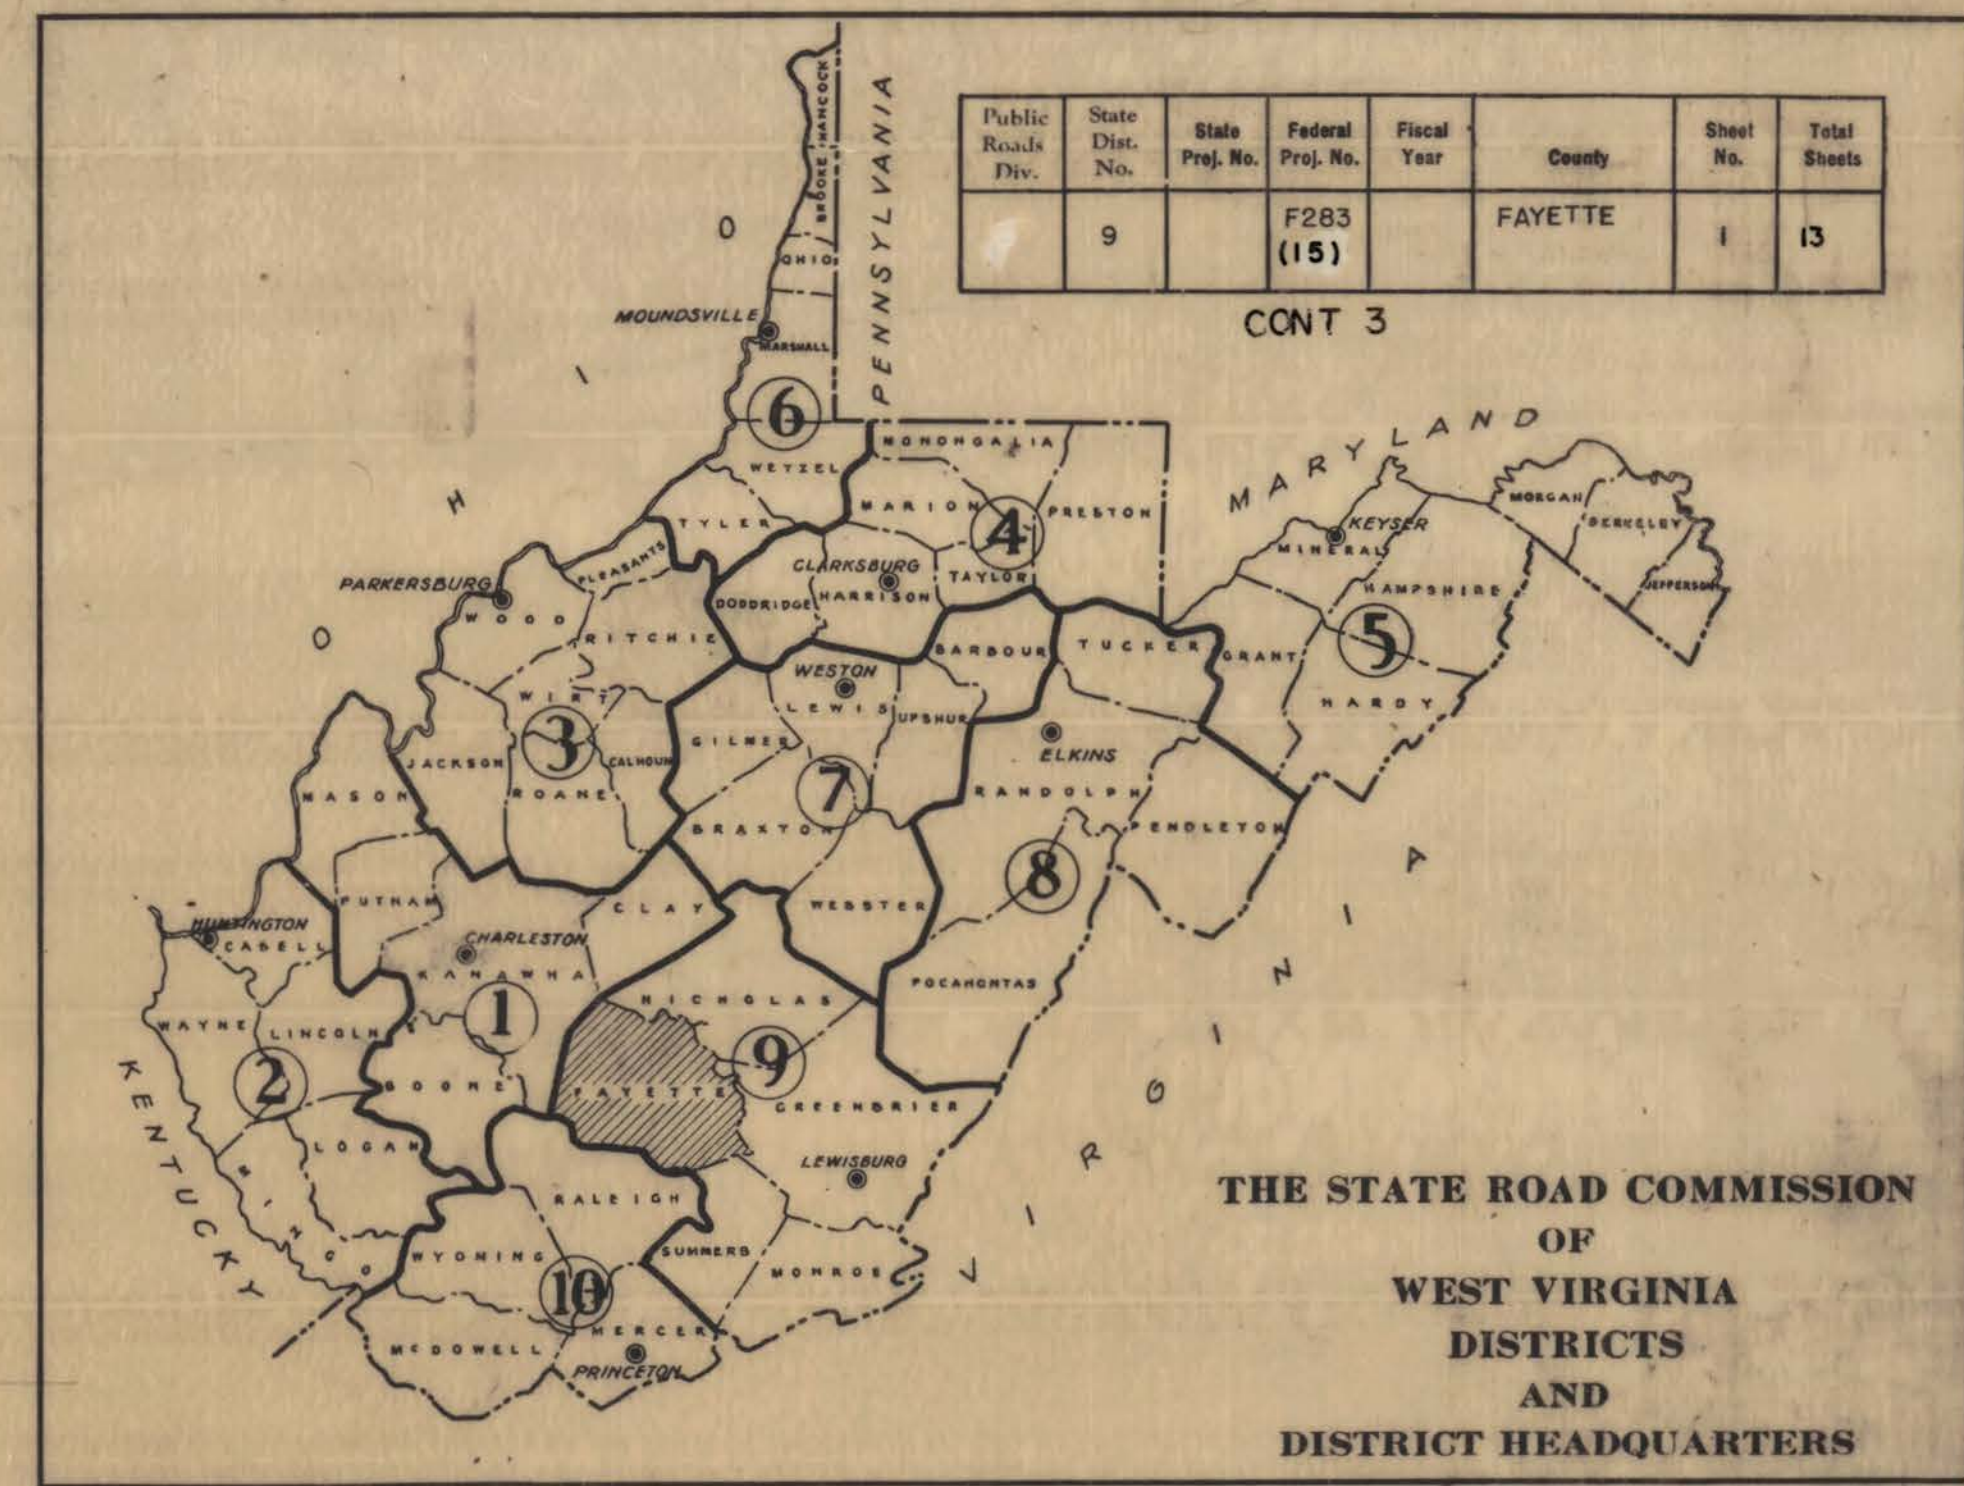 Public Roads Div.
State Dist. No.
State Proj. No.
Federal Proj. No.
Fiscal Year
County
Sheet No.
Total Sheets
9
F283 (15)
FAYETTE
1
13
CONT 3
PENNSYLVANIA
MARYLAND
OHIO
KENTUCKY
VIRGINIA
HANCOCK
BROOKE
OHIO
MOUNDSVILLE
MARSHALL
6
WETZEL
TYLER
MONONGALIA
MARION
4
PRESTON
CLARKSBURG
TAYLOR
DODDRIDGE
HARRISON
KEYSER
MINERAL
MORGAN
BERKELEY
JEFFERSON
HAMPSHIRE
5
GRANT
HARDY
PARKERSBURG
PLEASANTS
WOOD
RITCHIE
WIRT
3
JACKSON
CALHOUN
ROANE
MASON
BARBOUR
TUCKER
WESTON
LEWIS
UPSHUR
GILMER
7
BRAXTON
WEBSTER
ELKINS
RANDOLPH
PENDLETON
8
POCAHONTAS
PUTNAM
CLAY
HUNTINGTON
CABELL
CHARLESTON
KANAWHA
1
WAYNE
LINCOLN
2
BOONE
LOGAN
MINGO
NICHOLAS
9
FAYETTE
GREENBRIER
LEWISBURG
RALEIGH
SUMMERS
MONROE
WYOMING
10
MERCER
MCDOWELL
PRINCETON
THE STATE ROAD COMMISSION
OF
WEST VIRGINIA
DISTRICTS
AND
DISTRICT HEADQUARTERS